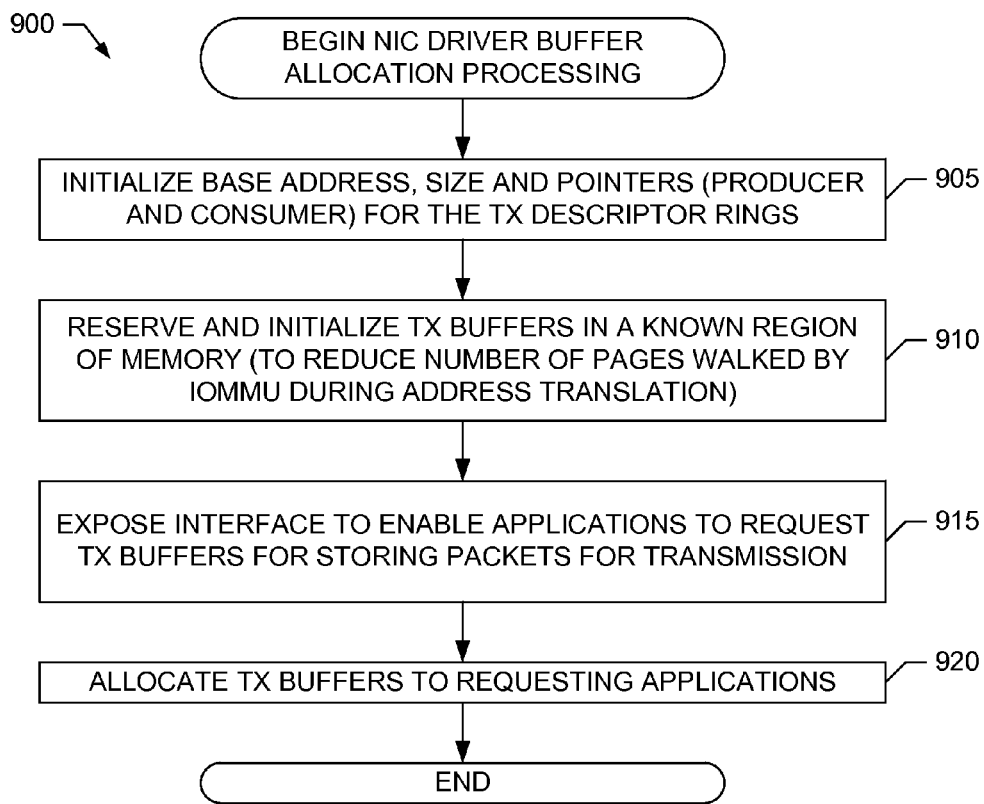 900
BEGIN NIC DRIVER BUFFER
ALLOCATION PROCESSING
INITIALIZE BASE ADDRESS, SIZE AND POINTERS (PRODUCER
AND CONSUMER) FOR THE TX DESCRIPTOR RINGS
905
RESERVE AND INITIALIZE TX BUFFERS IN A KNOWN REGION
OF MEMORY (TO REDUCE NUMBER OF PAGES WALKED BY
IOMMU DURING ADDRESS TRANSLATION)
910
EXPOSE INTERFACE TO ENABLE APPLICATIONS TO REQUEST
TX BUFFERS FOR STORING PACKETS FOR TRANSMISSION
915
ALLOCATE TX BUFFERS TO REQUESTING APPLICATIONS
920
END